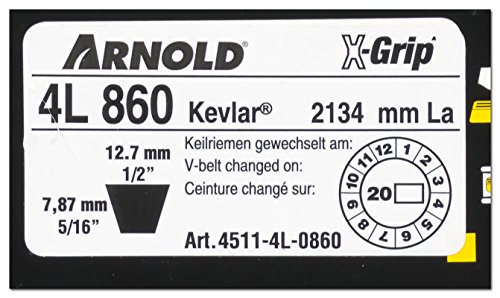 ARNOLD® X-Grip
4L 860 Kevlar® 2134 mm La
Keilriemen gewechselt am:
12.7 mm
1/2”
V-belt changed on:
Ceinture changé sur:
7,87 mm
5/16”
1 2 3 4 5 6 7 8 9 10 11 12
20
Art.4511-4L-0860